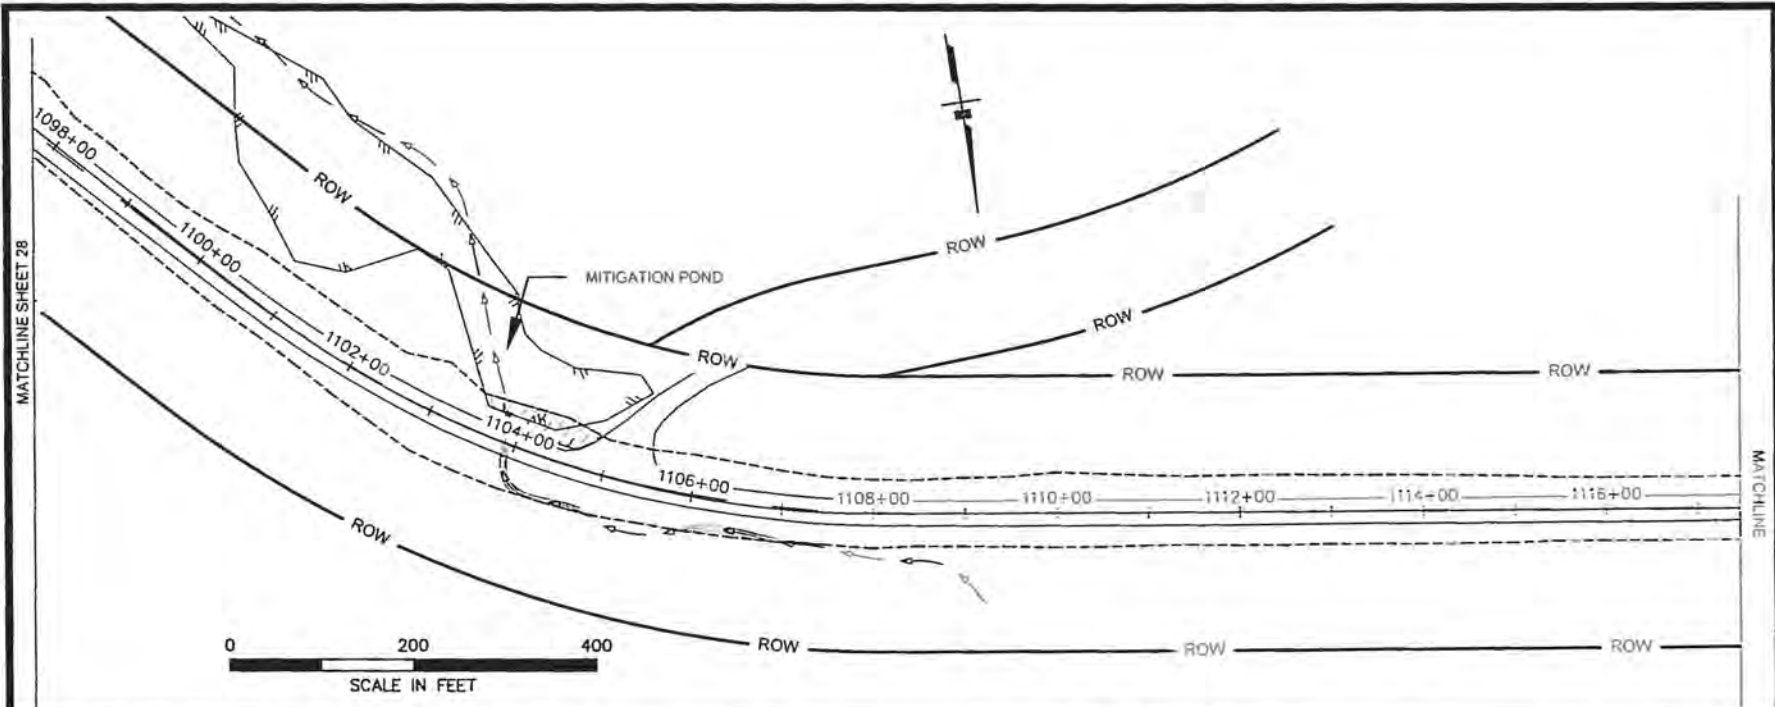 1098+00
ROW
1100+00
MATCHLINE SHEET 28
ROW
MITIGATION POND
ROW
1102+00
ROW
ROW
ROW
1104+00
1106+00
1108+00
1110+00
1112+00
1114+00
1116+00
MATCHLINE
ROW
ROW
ROW
ROW
0 200 400
SCALE IN FEET